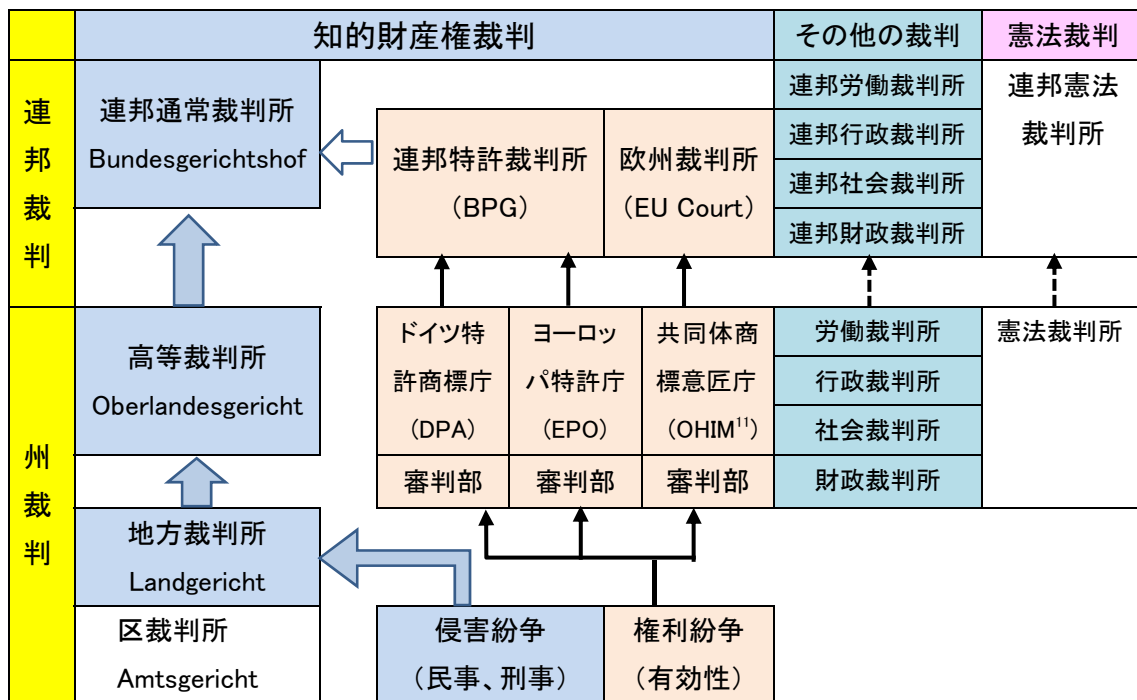 知的財産権裁判
その他の裁判
憲法裁判
連邦裁判
連邦通常裁判所
Bundesgerichtshof
連邦特許裁判所
(BPG)
欧州裁判所
(EU Court)
連邦労働裁判所
連邦行政裁判所
連邦社会裁判所
連邦財政裁判所
連邦憲法
裁判所
州裁判
高等裁判所
Oberlandesgericht
ドイツ特
許商標庁
(DPA)
審判部
ヨーロッ
パ特許庁
(EPO)
審判部
共同体商
標意匠庁
(OHIM11)
審判部
労働裁判所
行政裁判所
社会裁判所
財政裁判所
憲法裁判所
地方裁判所
Landgericht
区裁判所
Amtsgericht
侵害紛争
(民事、刑事)
権利紛争
(有効性)